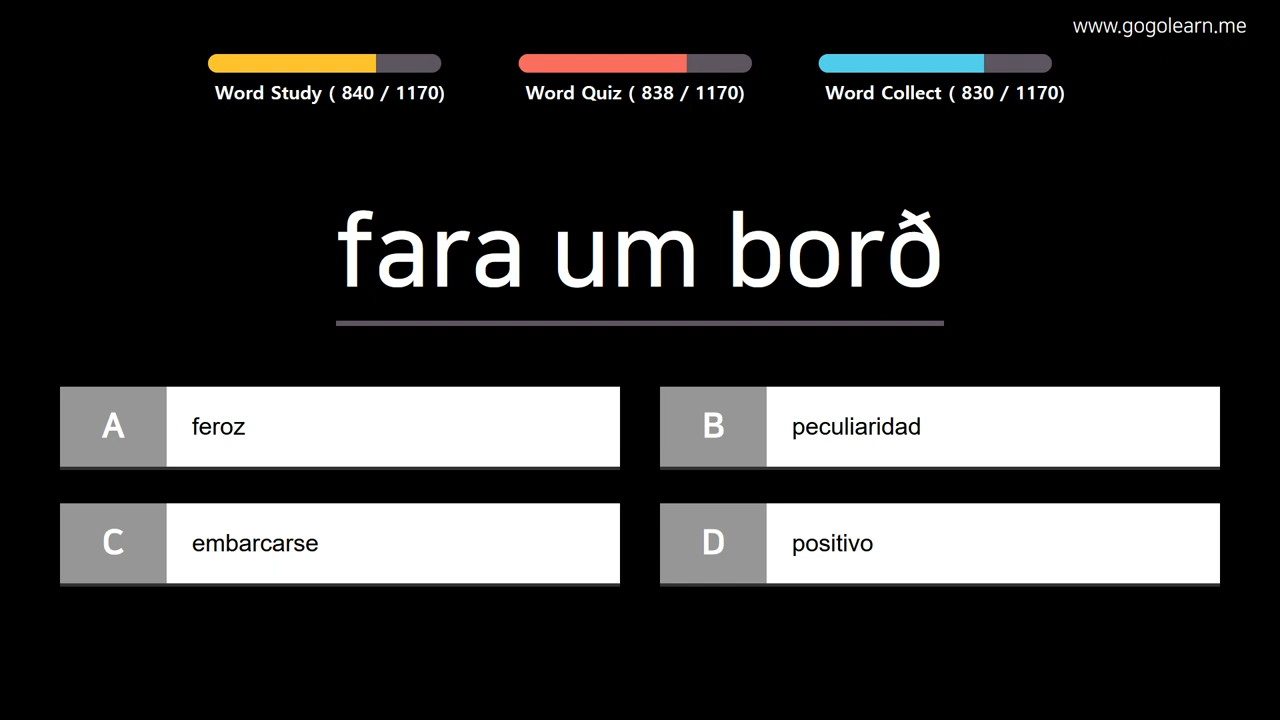 www.gogolearn.me
Word Study ( 840 / 1170)
Word Quiz ( 838 / 1170)
Word Collect ( 830 / 1170)
fara um borð
A
feroz
B
peculiaridad
C
embarcarse
D
positivo